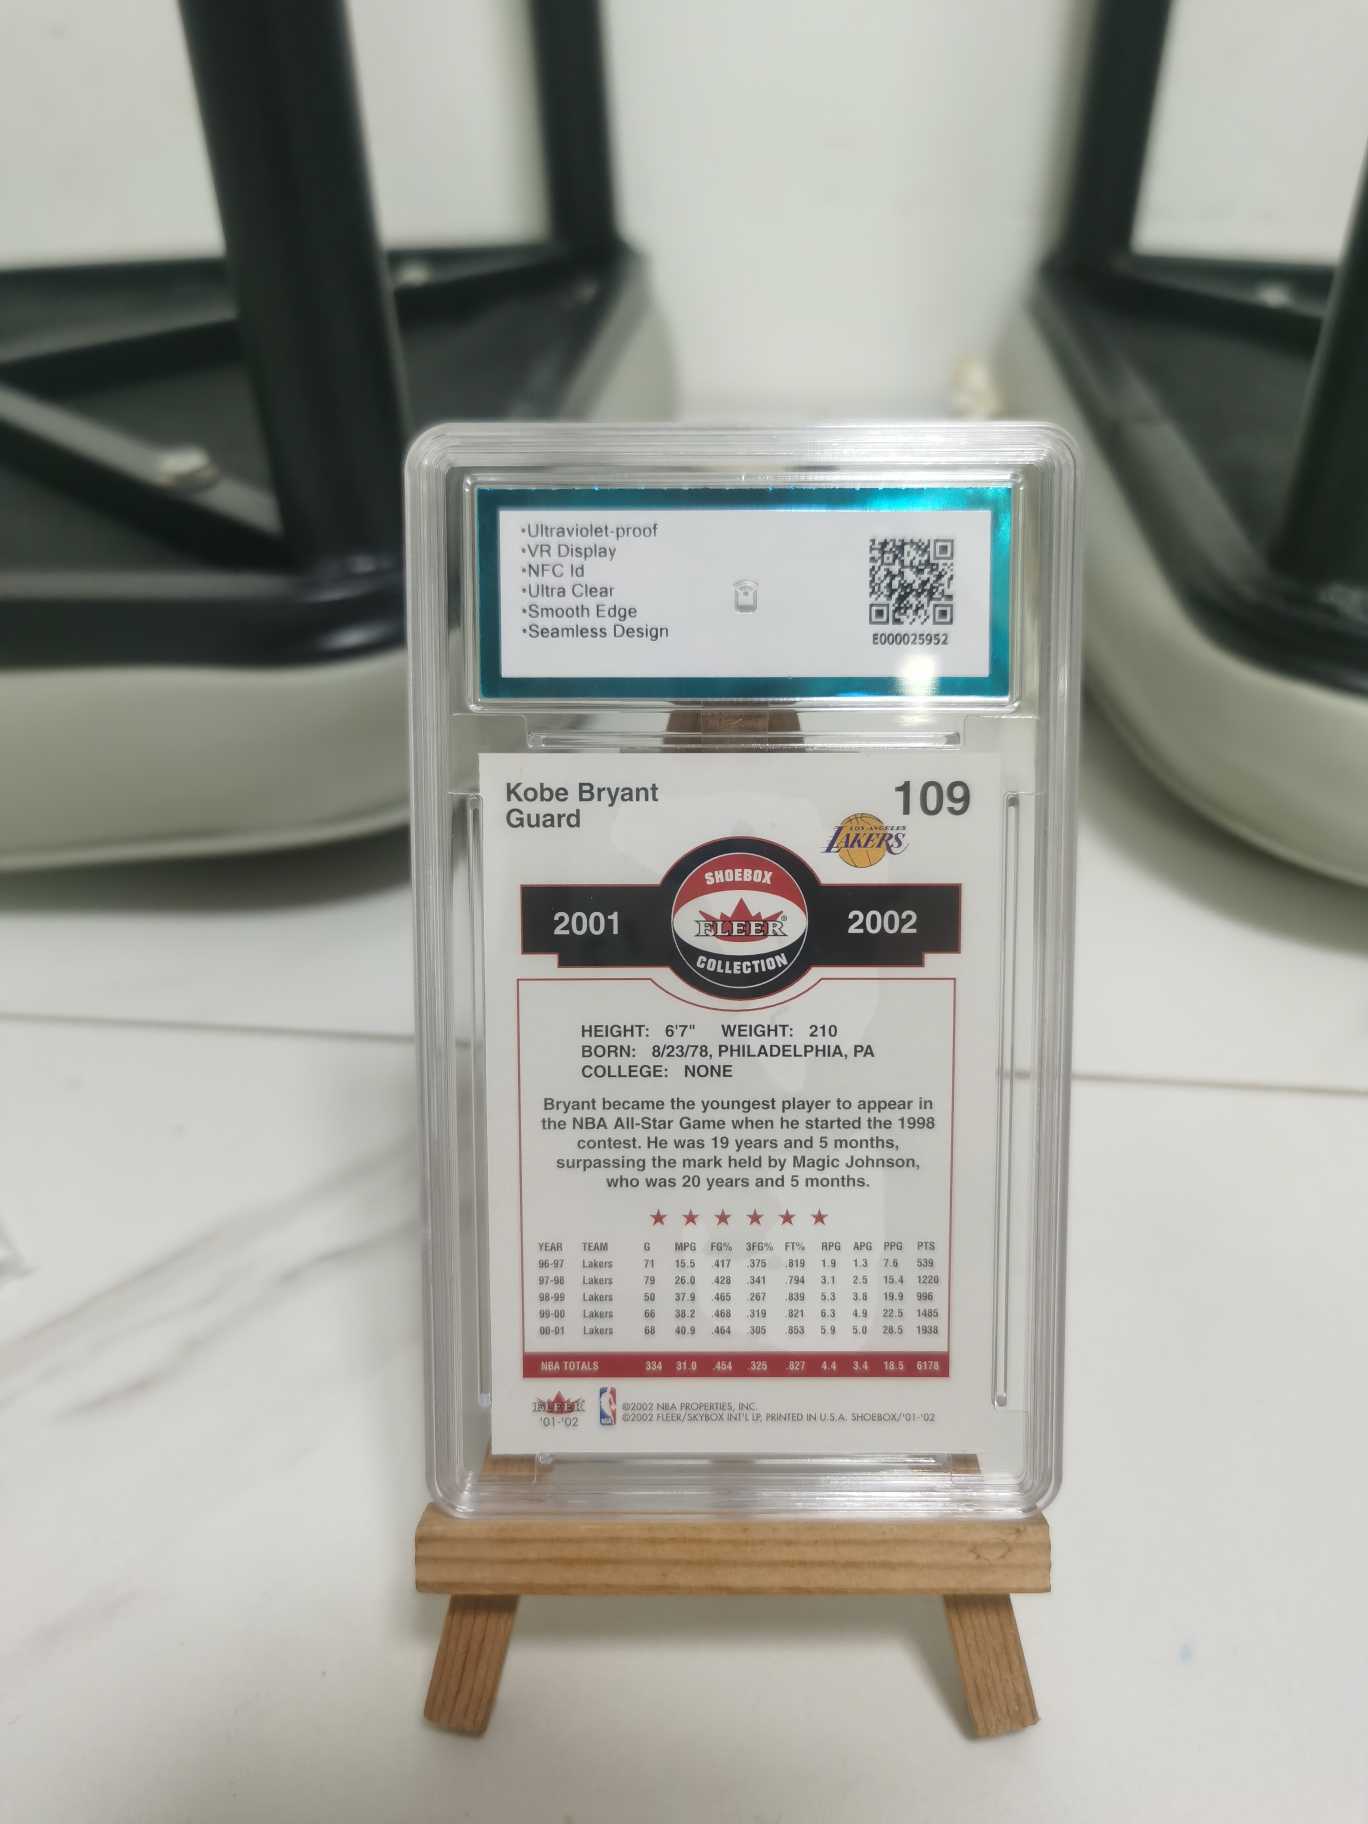 •Ultraviolet-proof
•VR Display
•NFC Id
•Ultra Clear
•Smooth Edge
•Seamless Design
E000025952
Kobe Bryant
Guard
109
LOS ANGELES
LAKERS
SHOEBOX
2001 FLEER® 2002
COLLECTION
HEIGHT: 6'7" WEIGHT: 210
BORN: 8/23/78, PHILADELPHIA, PA
COLLEGE: NONE
Bryant became the youngest player to appear in
the NBA All-Star Game when he started the 1998
contest. He was 19 years and 5 months,
surpassing the mark held by Magic Johnson,
who was 20 years and 5 months.
YEAR TEAM G MPG FG% 3FG% FT% RPG APG PPG PTS
96-97 Lakers 71 15.5 .417 .375 .819 1.9 1.3 7.6 539
97-98 Lakers 79 26.0 .428 .341 .794 3.1 2.5 15.4 1220
98-99 Lakers 50 37.9 .465 .267 .839 5.3 3.8 19.9 996
99-00 Lakers 66 38.2 .468 .319 .821 6.3 4.9 22.5 1485
00-01 Lakers 68 40.9 .464 .305 .853 5.9 5.0 28.5 1938
NBA TOTALS 334 31.0 .454 .325 .827 4.4 3.4 18.5 6178
FLEER
'01-'02
NBA
©2002 NBA PROPERTIES, INC.
©2002 FLEER/SKYBOX INT'L LP, PRINTED IN U.S.A. SHOEBOX/'01-'02